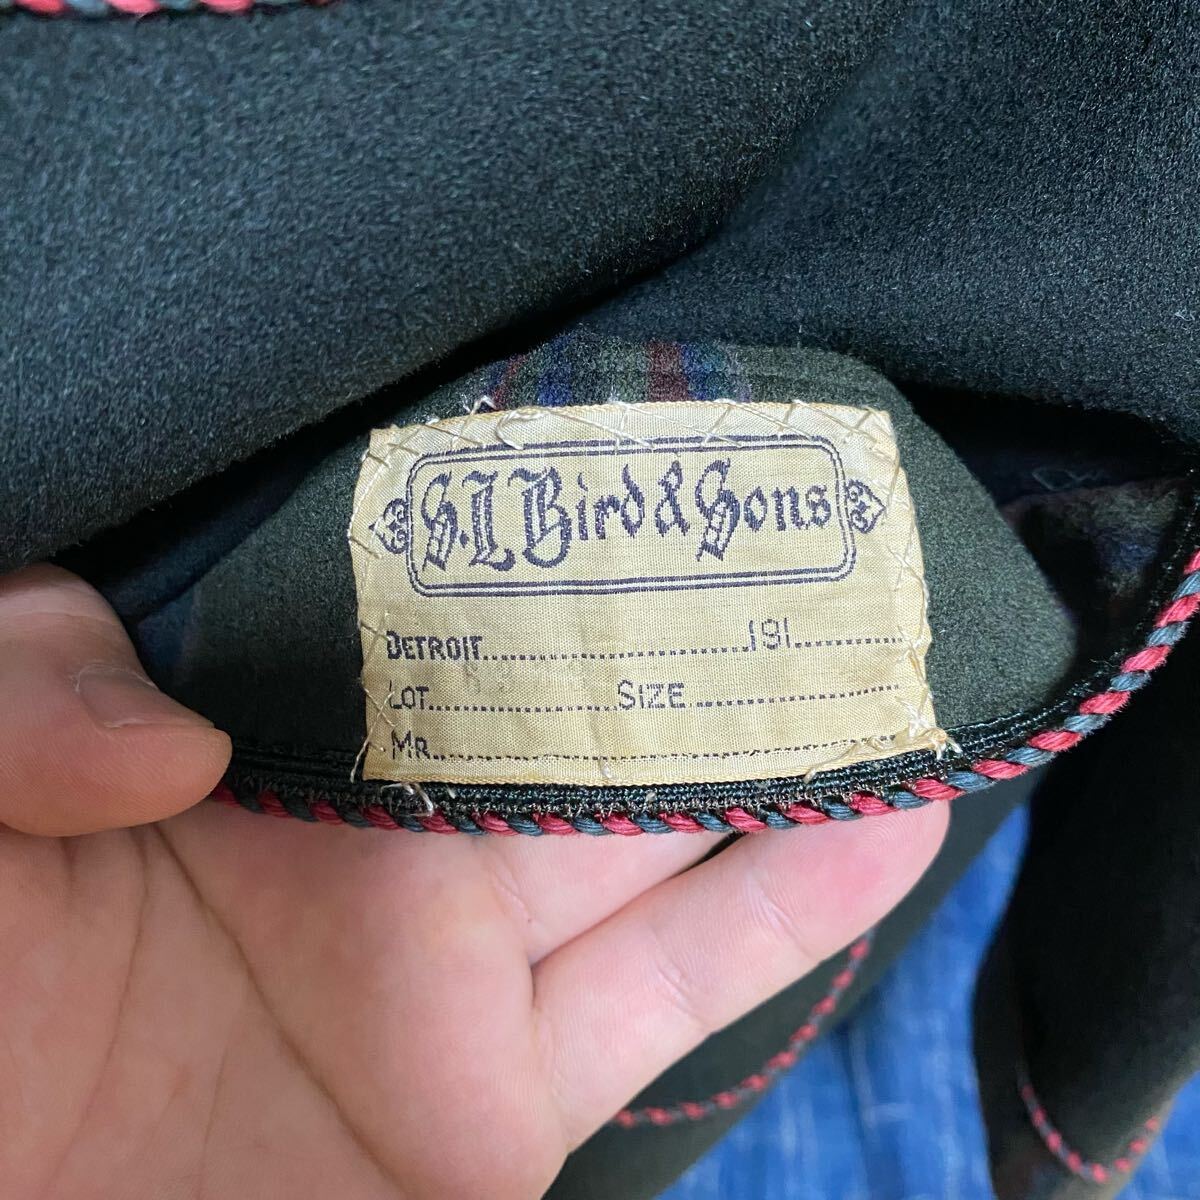 S.L Bird & Sons
DETROIT 191
LOT SIZE
MR.